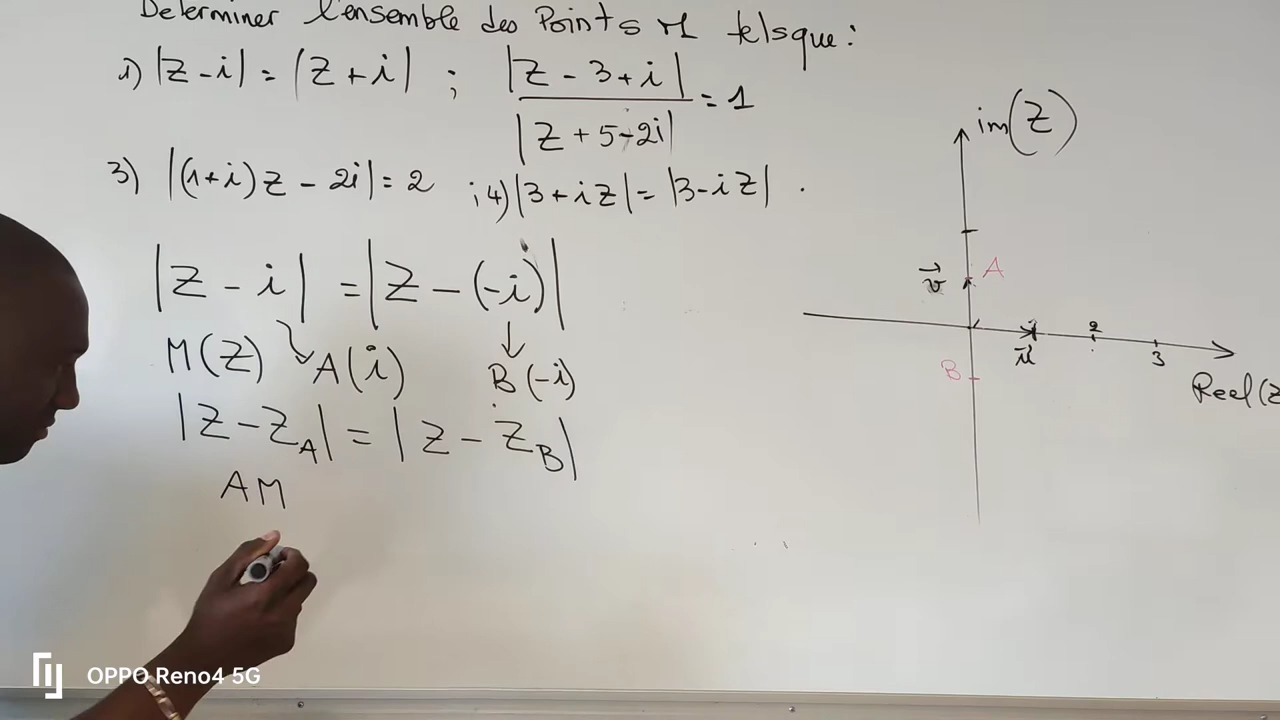 Determiner l'ensemble des Points M telsque :
1) |Z - i| = |Z + i| ; |Z - 3 + i| / |Z + 5 - 2i| = 1
3) |(1+i)Z - 2i| = 2 ; 4) |3 + iZ| = |3 - iZ| .
|Z - i| = |Z - (-i)|
M(Z) A(i) B(-i)
|Z - Z_A| = |Z - Z_B|
AM
im(Z)
A
v
B
u
2
3
Reel(Z
OPPO Reno4 5G